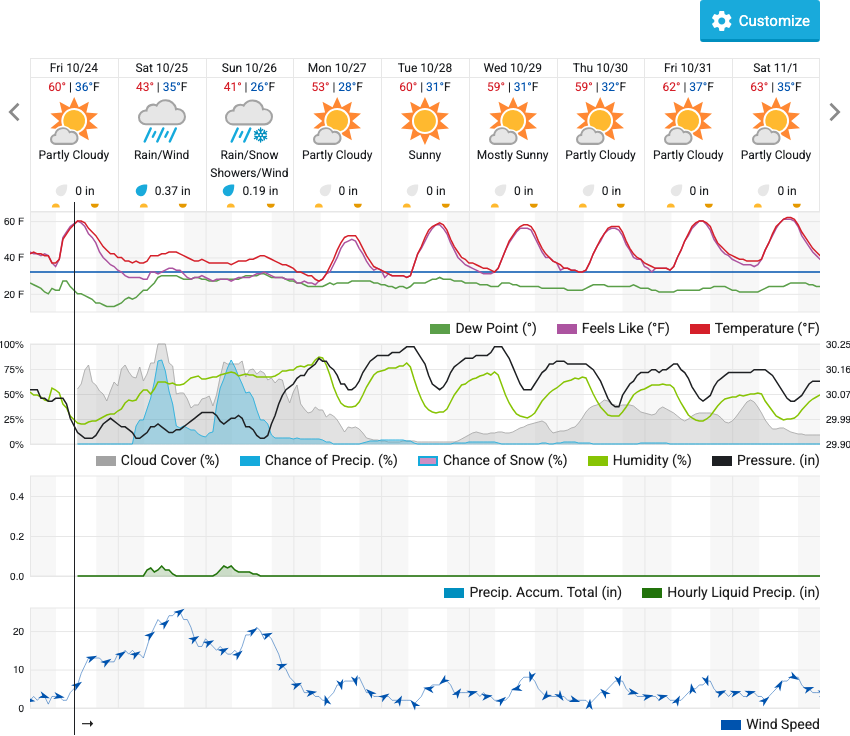 Customize
Fri 10/24 Sat 10/25 Sun 10/26 Mon 10/27 Tue 10/28 Wed 10/29 Thu 10/30 Fri 10/31 Sat 11/1
60° | 36°F 43° | 35°F 41° | 26°F 53° | 28°F 60° | 31°F 59° | 31°F 59° | 32°F 62° | 37°F 63° | 35°F
Partly Cloudy Rain/Wind Rain/Snow Partly Cloudy Sunny Mostly Sunny Partly Cloudy Partly Cloudy Partly Cloudy
Showers/Wind
0 in 0.37 in 0.19 in 0 in 0 in 0 in 0 in 0 in 0 in
60 F
40 F
20 F
Dew Point (°) Feels Like (°F) Temperature (°F)
100% 30.25
75% 30.16
50% 30.07
25% 29.99
0% 29.90
Cloud Cover (%) Chance of Precip. (%) Chance of Snow (%) Humidity (%) Pressure. (in)
0.4
0.2
0.0
Precip. Accum. Total (in) Hourly Liquid Precip. (in)
20
10
0
Wind Speed